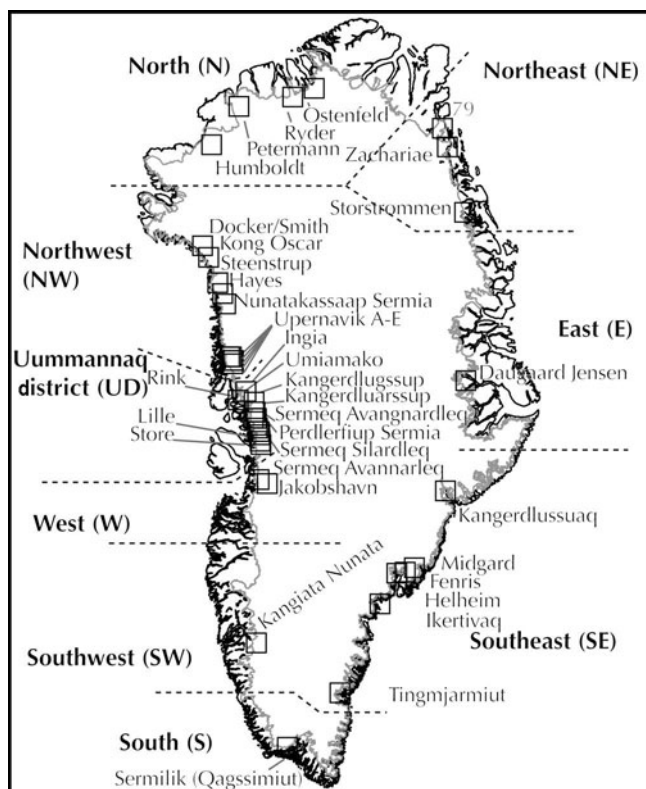 North (N)
Northeast (NE)
79
Ostenfeld
Ryder
Petermann
Zachariae
Humboldt
Storstrommen
Docker/Smith
Kong Oscar
Northwest
(NW)
Steenstrup
Hayes
Nunatakassaap Sermia
Upernavik A-E
Ingia
East (E)
Uummannaq
district (UD)
Umiamako
Rink
Daugaard Jensen
Kangerdlugssup
Kangerdluarssup
Lille
Sermeq Avangnardleq
Store
Perdlerfiup Sermia
Sermeq Silardleq
Sermeq Avannarleq
Jakobshavn
West (W)
Kangerdlussuaq
Midgard
Fenris
Helheim
Ikertivaq
Kangiata Nunata
Southeast (SE)
Southwest (SW)
Tingmjarmiut
South (S)
Sermilik (Qagssimiut)